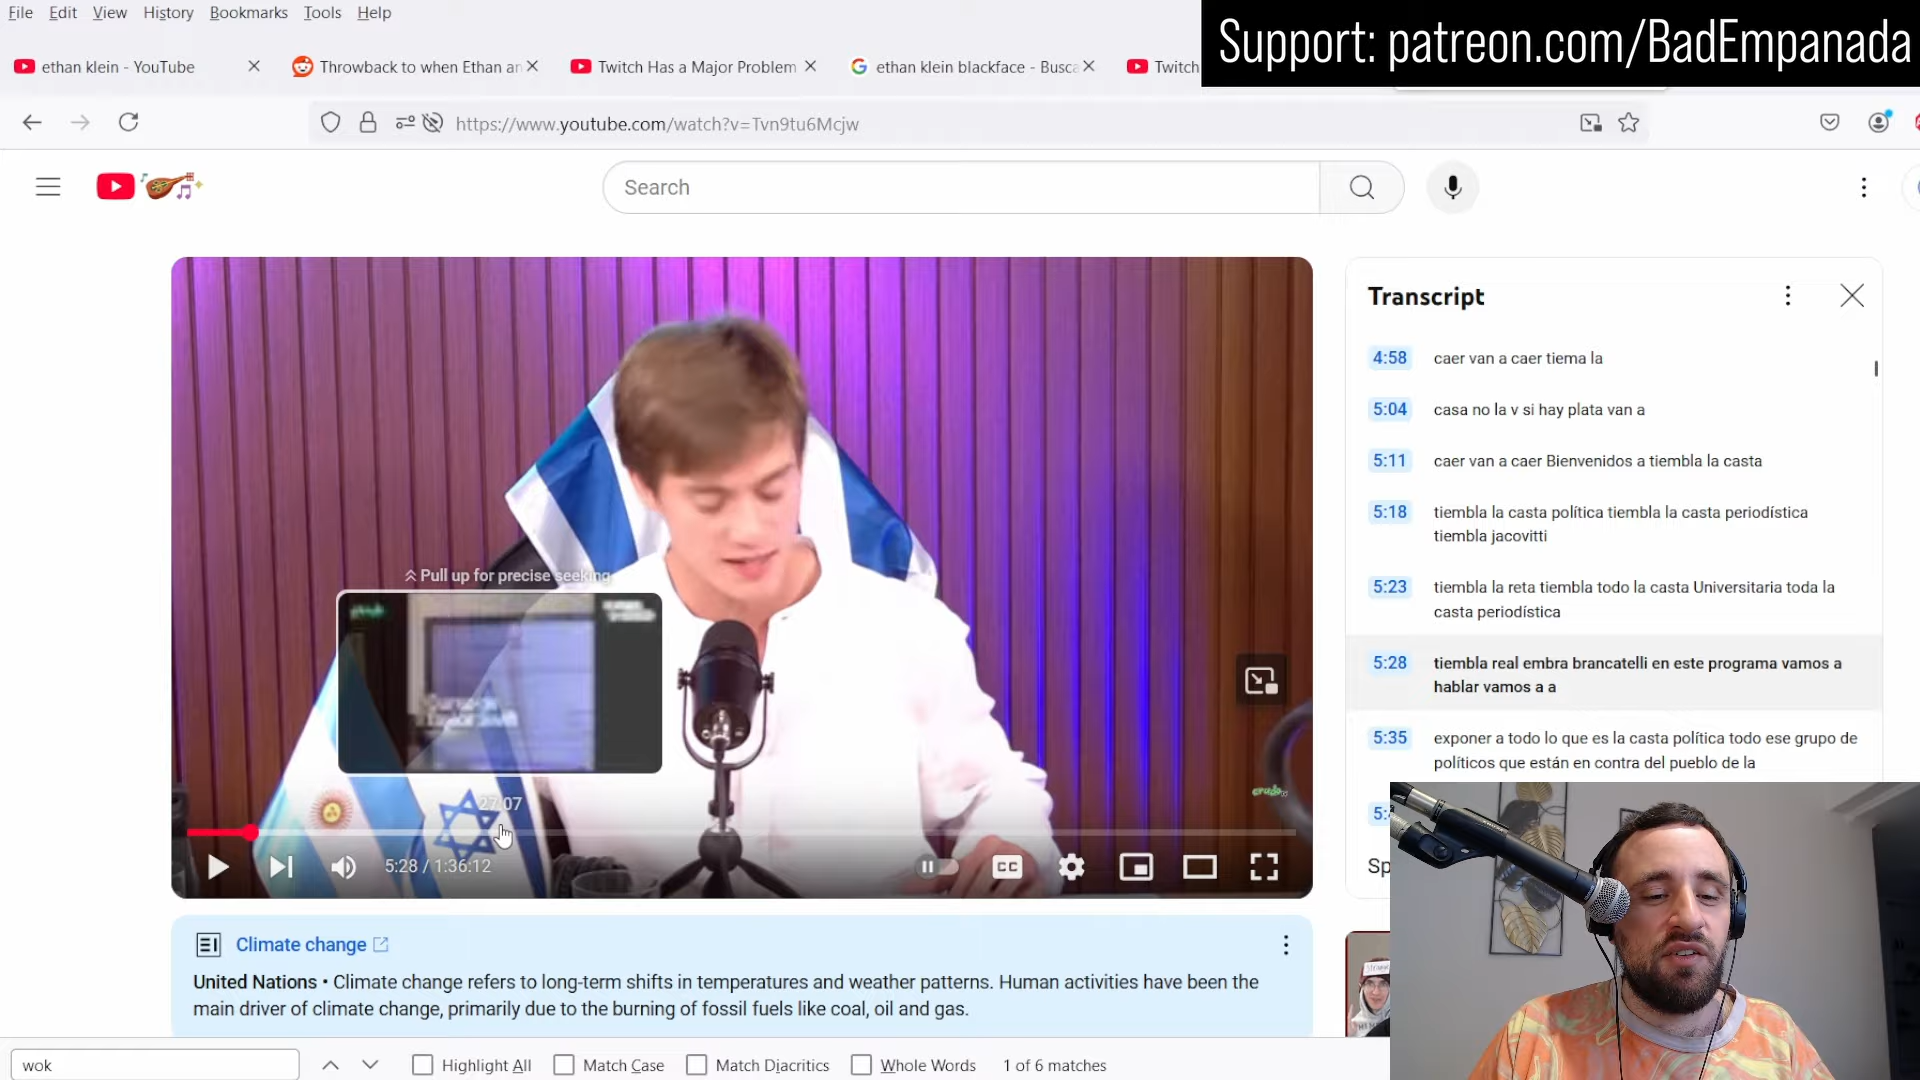 File Edit View History Bookmarks Tools Help
Support: patreon.com/BadEmpanada
ethan klein - YouTube
Throwback to when Ethan an
Twitch Has a Major Problem
ethan klein blackface - Busca
Twitch
https://www.youtube.com/watch?v=Tvn9tu6Mcjw
Search
Transcript
4:58 caer van a caer tiema la
5:04 casa no la v si hay plata van a
5:11 caer van a caer Bienvenidos a tiembla la casta
5:18 tiembla la casta política tiembla la casta periodística
tiembla jacovitti
5:23 tiembla la reta tiembla todo la casta Universitaria toda la
casta periodística
5:28 tiembla real embra brancatelli en este programa vamos a
hablar vamos a a
5:35 exponer a todo lo que es la casta política todo ese grupo de
políticos que están en contra del pueblo de la
Sp
Pull up for precise seeking
27:07
5:28 / 1:36:12
CC
Climate change
United Nations • Climate change refers to long-term shifts in temperatures and weather patterns. Human activities have been the
main driver of climate change, primarily due to the burning of fossil fuels like coal, oil and gas.
wok
Highlight All
Match Case
Match Diacritics
Whole Words
1 of 6 matches